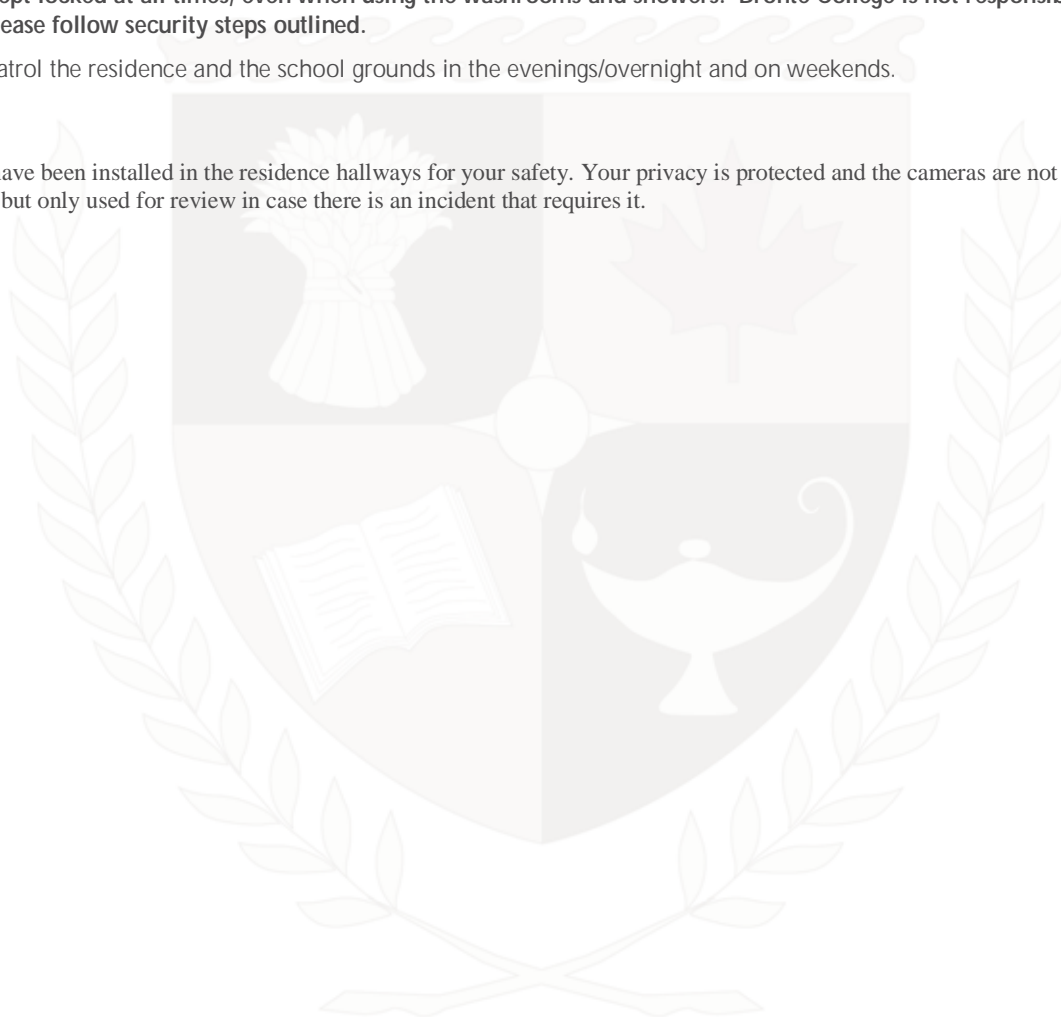 locked at all times, even when using the washrooms and showers. Bronte College is not
ease follow security steps outlined.
atrol the residence and the school grounds in the evenings/overnight and on weekends.
ave been installed in the residence hallways for your safety. Your privacy is protected and the cameras are not
but only used for review in case there is an incident that requires it.